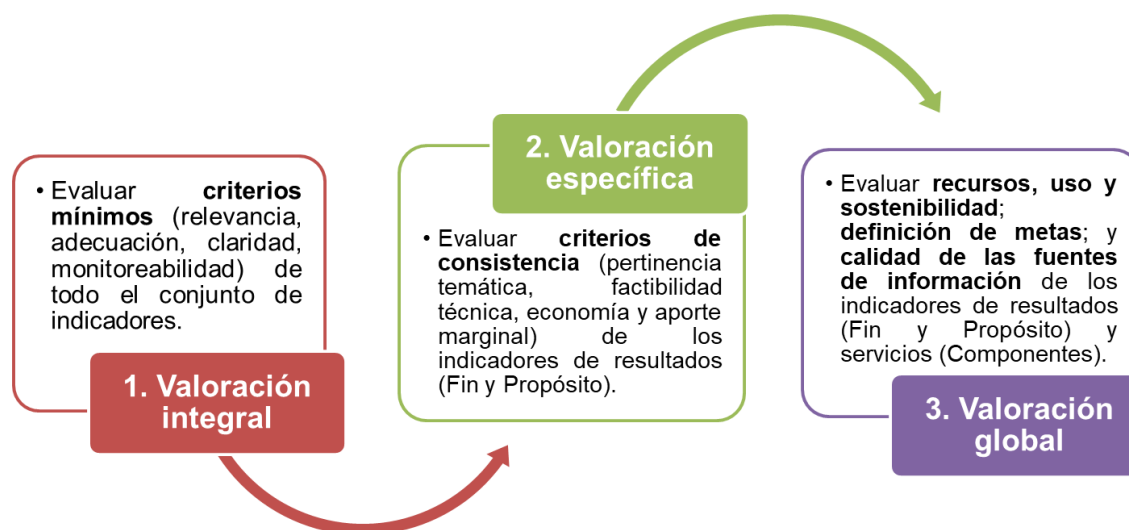 • Evaluar criterios
mínimos (relevancia,
adecuación, claridad,
monitoreabilidad) de
todo el conjunto de
indicadores.
1. Valoración
integral
2. Valoración
específica
• Evaluar criterios de
consistencia (pertinencia
temática, factibilidad
técnica, economía y aporte
marginal) de los
indicadores de resultados
(Fin y Propósito).
• Evaluar recursos, uso y
sostenibilidad;
definición de metas; y
calidad de las fuentes
de información de los
indicadores de resultados
(Fin y Propósito) y
servicios (Componentes).
3. Valoración
global